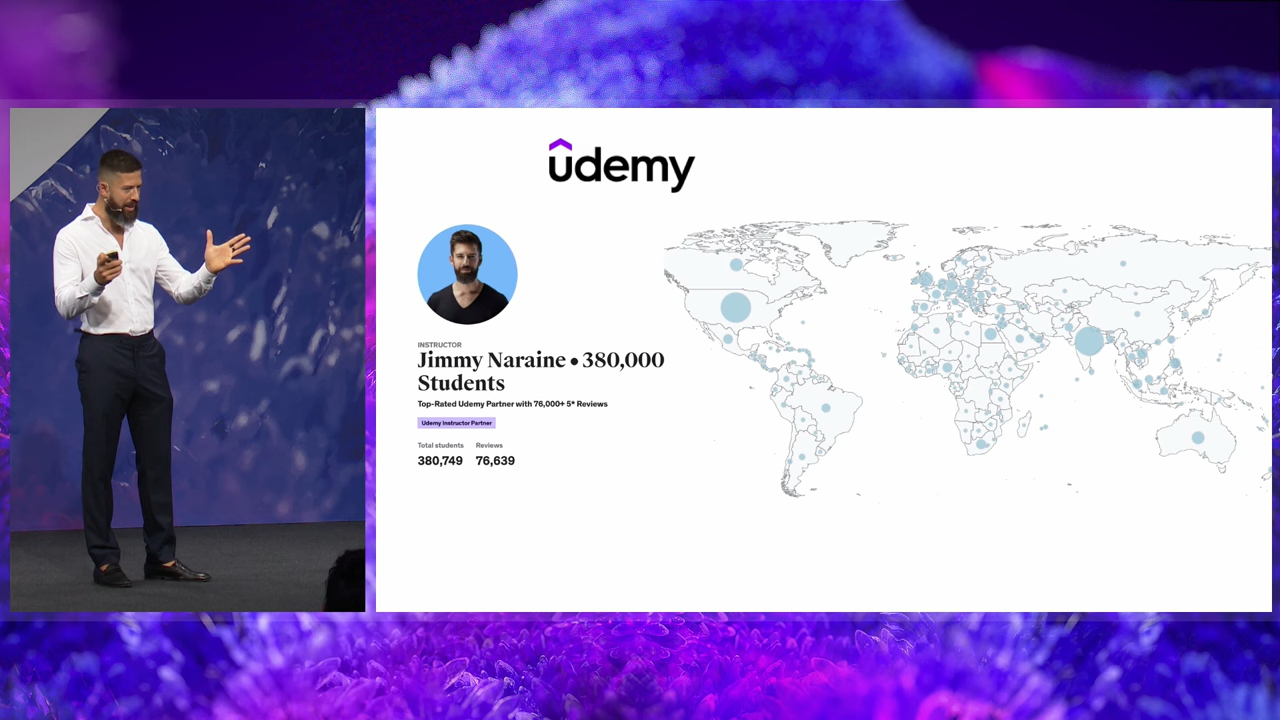 ûdemy
INSTRUCTOR
Jimmy Naraine • 380,000
Students
Top-Rated Udemy Partner with 76,000+ 5* Reviews
Udemy Instructor Partner
Total students Reviews
380,749 76,639